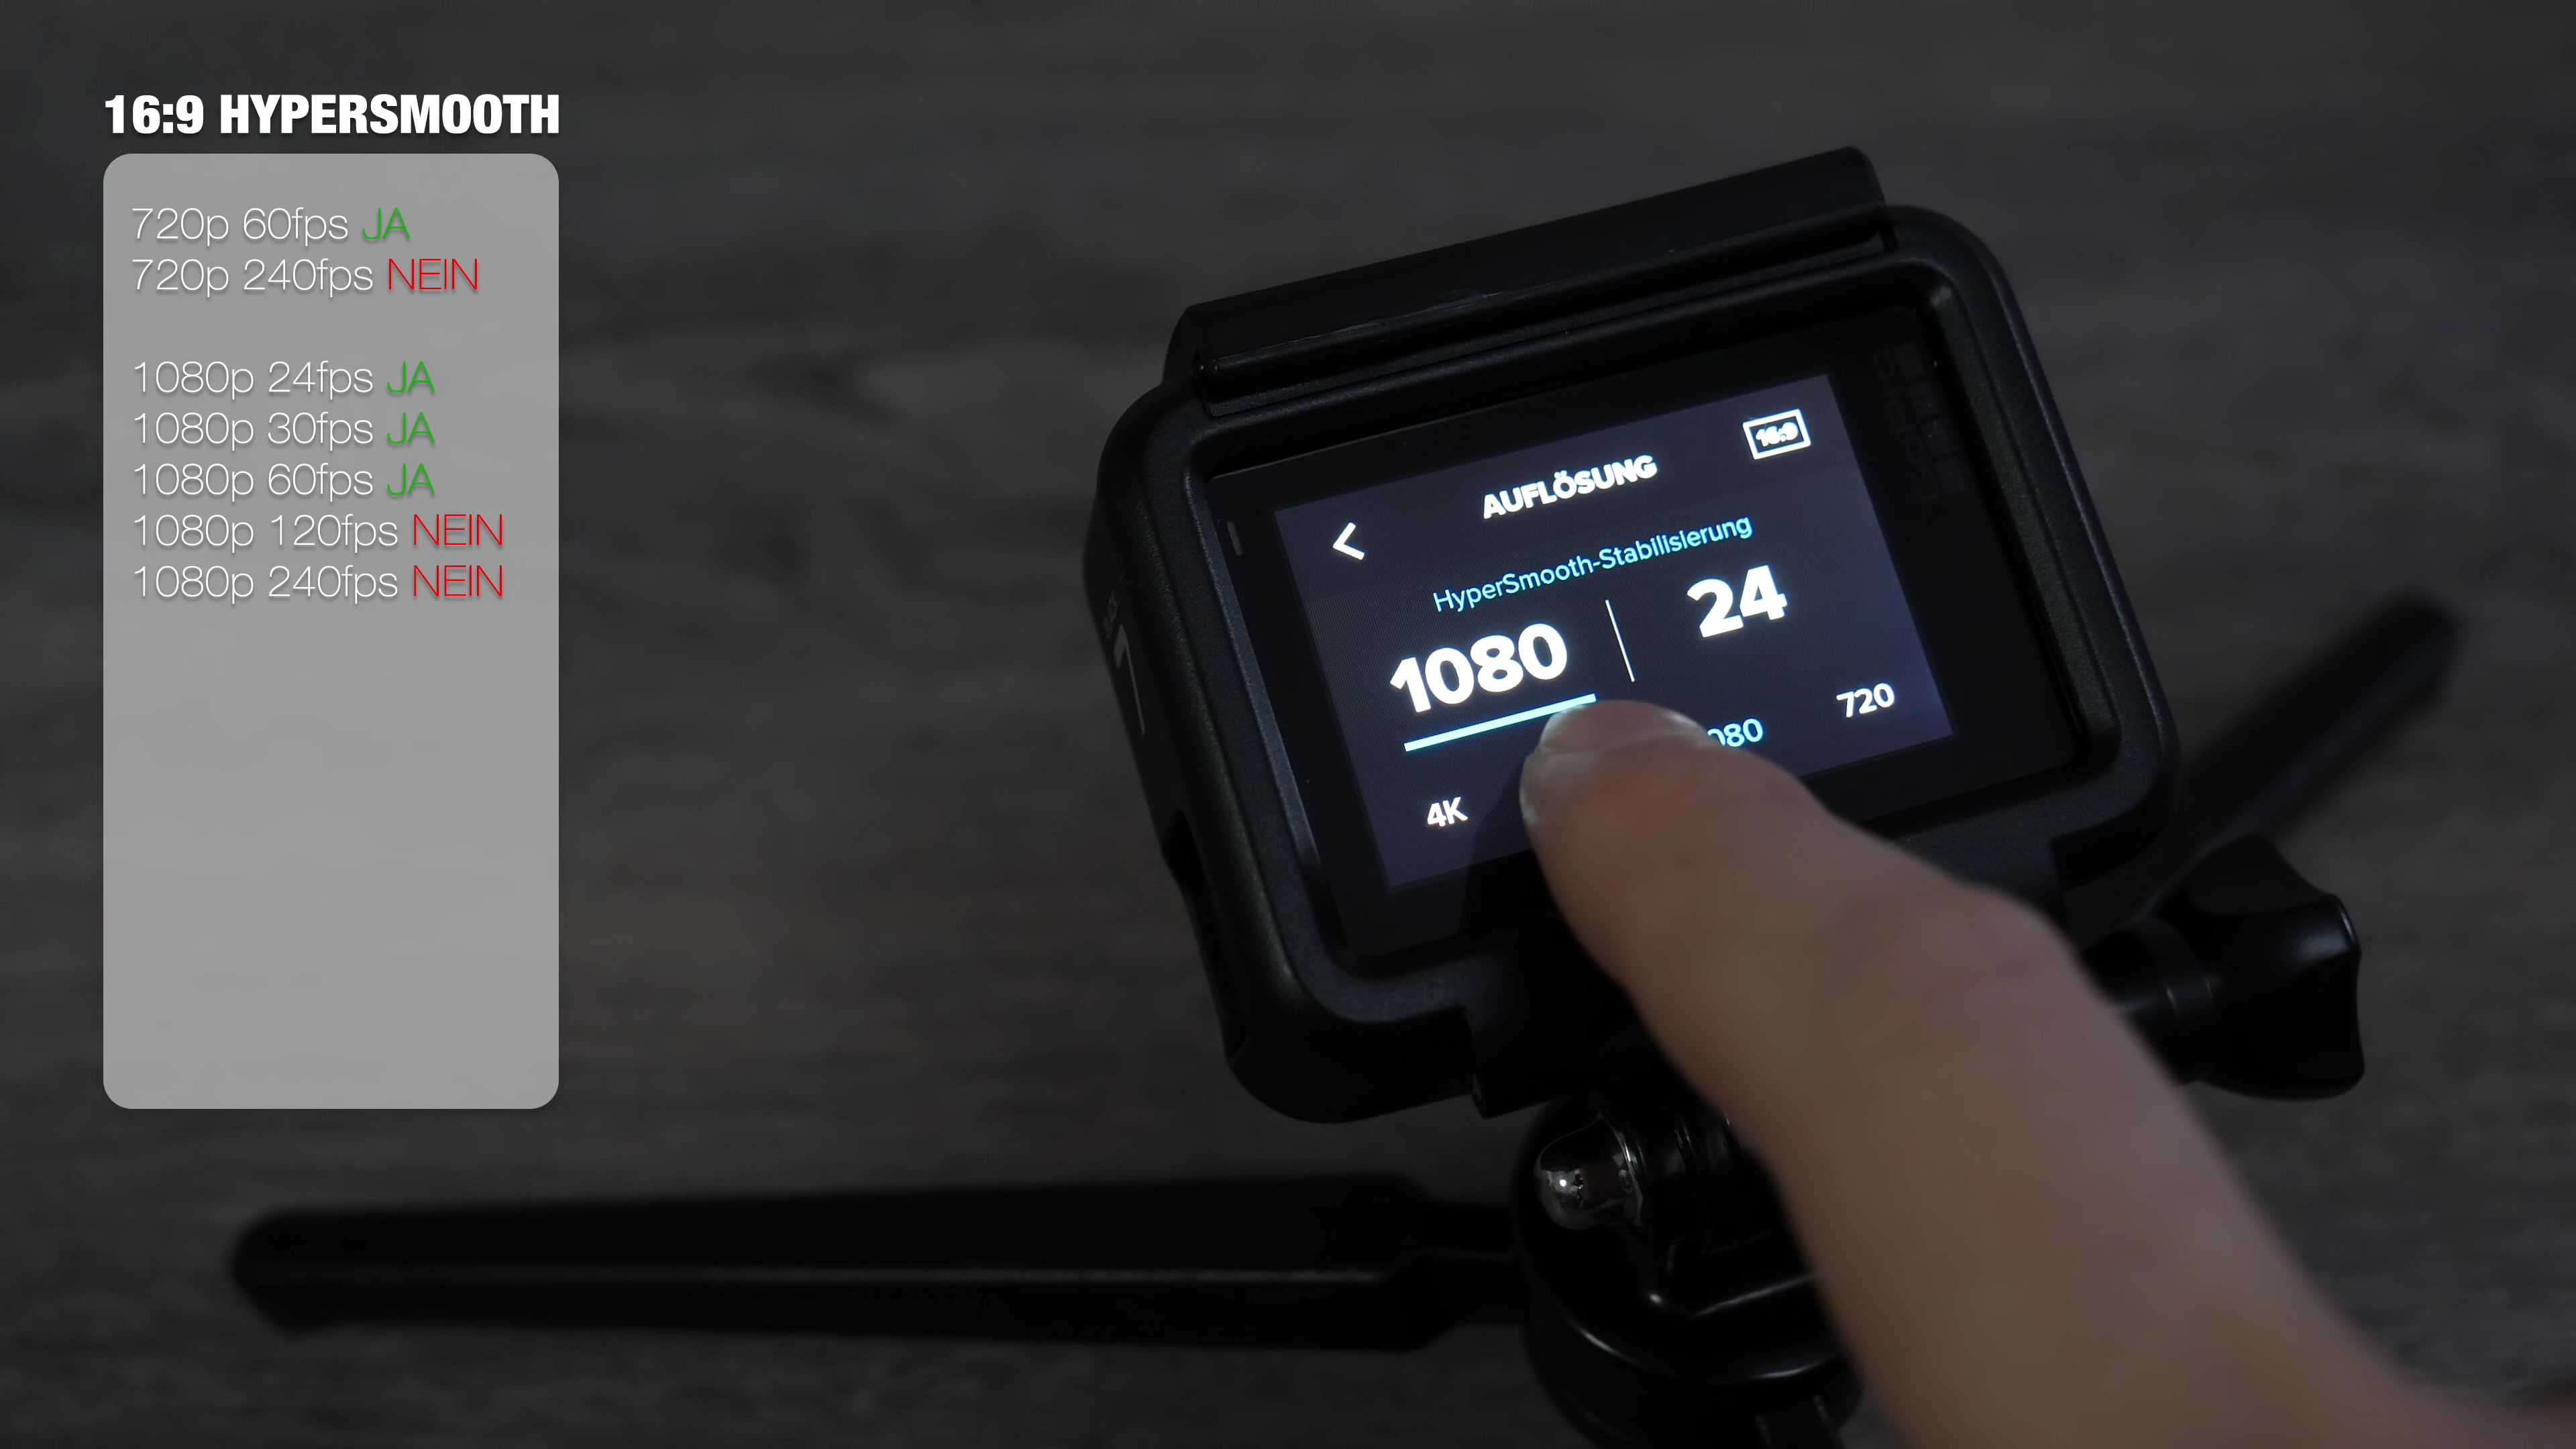 16:9 HYPERSMOOTH
720p 60fps JA
720p 240fps NEIN
1080p 24fps JA
1080p 30fps JA
1080p 60fps JA
1080p 120fps NEIN
1080p 240fps NEIN
16:9
AUFLÖSUNG
HyperSmooth-Stabilisierung
1080 24
4K 080 720